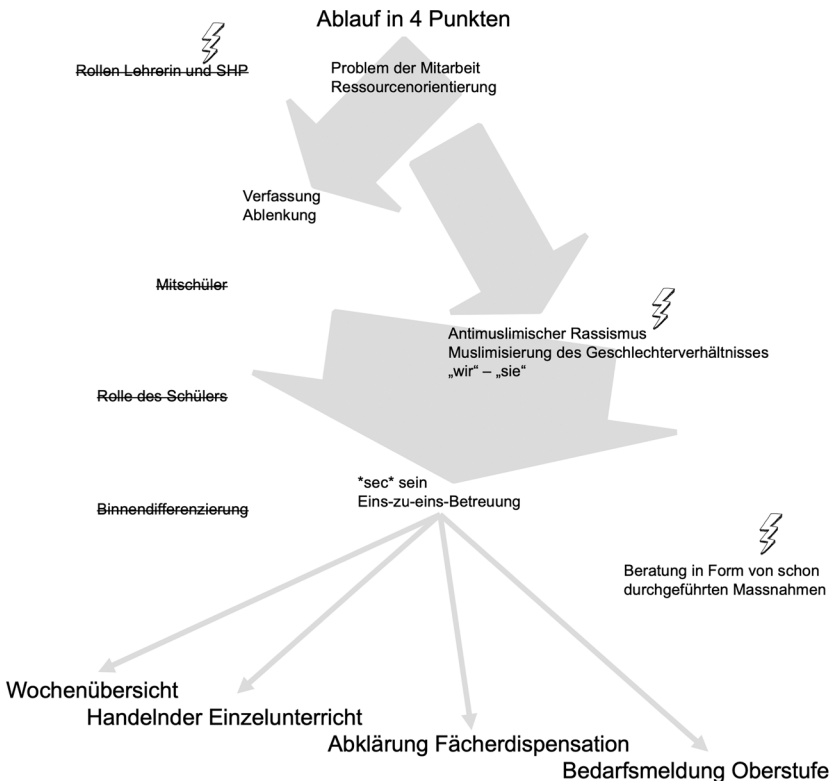 Ablauf in 4 Punkten
Rollen Lehrerin und SHP
Problem der Mitarbeit
Ressourcenorientierung
Verfassung
Ablenkung
Mitschüler
Antimuslimischer Rassismus
Muslimisierung des Geschlechterverhältnisses
„wir“ – „sie“
Rolle des Schülers
*sec* sein
Eins-zu-eins-Betreuung
Binnendifferenzierung
Beratung in Form von schon
durchgeführten Massnahmen
Wochenübersicht
Handelnder Einzelunterricht
Abklärung Fächerdispensation
Bedarfsmeldung Oberstufe